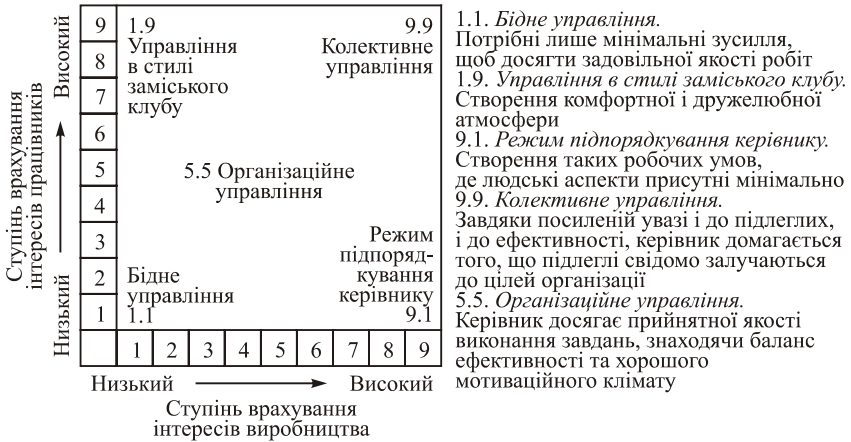 9
8
7
6
5
4
3
2
1
Високий
Низький
Ступінь врахування
інтересів працівників
1.9
Управління
в стилі
заміського
клубу
9.9
Колективне
управління
5.5 Організаційне
управління
Бідне
управління
1.1
Режим
підпоряд-
кування
керівнику
9.1
1 2 3 4 5 6 7 8 9
Низький Високий
Ступінь врахування
інтересів виробництва
1.1. Бідне управління.
Потрібні лише мінімальні зусилля,
щоб досягти задовільної якості робіт
1.9. Управління в стилі заміського клубу.
Створення комфортної і дружелюбної
атмосфери
9.1. Режим підпорядкування керівнику.
Створення таких робочих умов,
де людські аспекти присутні мінімально
9.9. Колективне управління.
Завдяки посиленій увазі і до підлеглих,
і до ефективності, керівник домагається
того, що підлеглі свідомо залучаються
до цілей організації
5.5. Організаційне управління.
Керівник досягає прийнятної якості
виконання завдань, знаходячи баланс
ефективності та хорошого
мотиваційного клімату